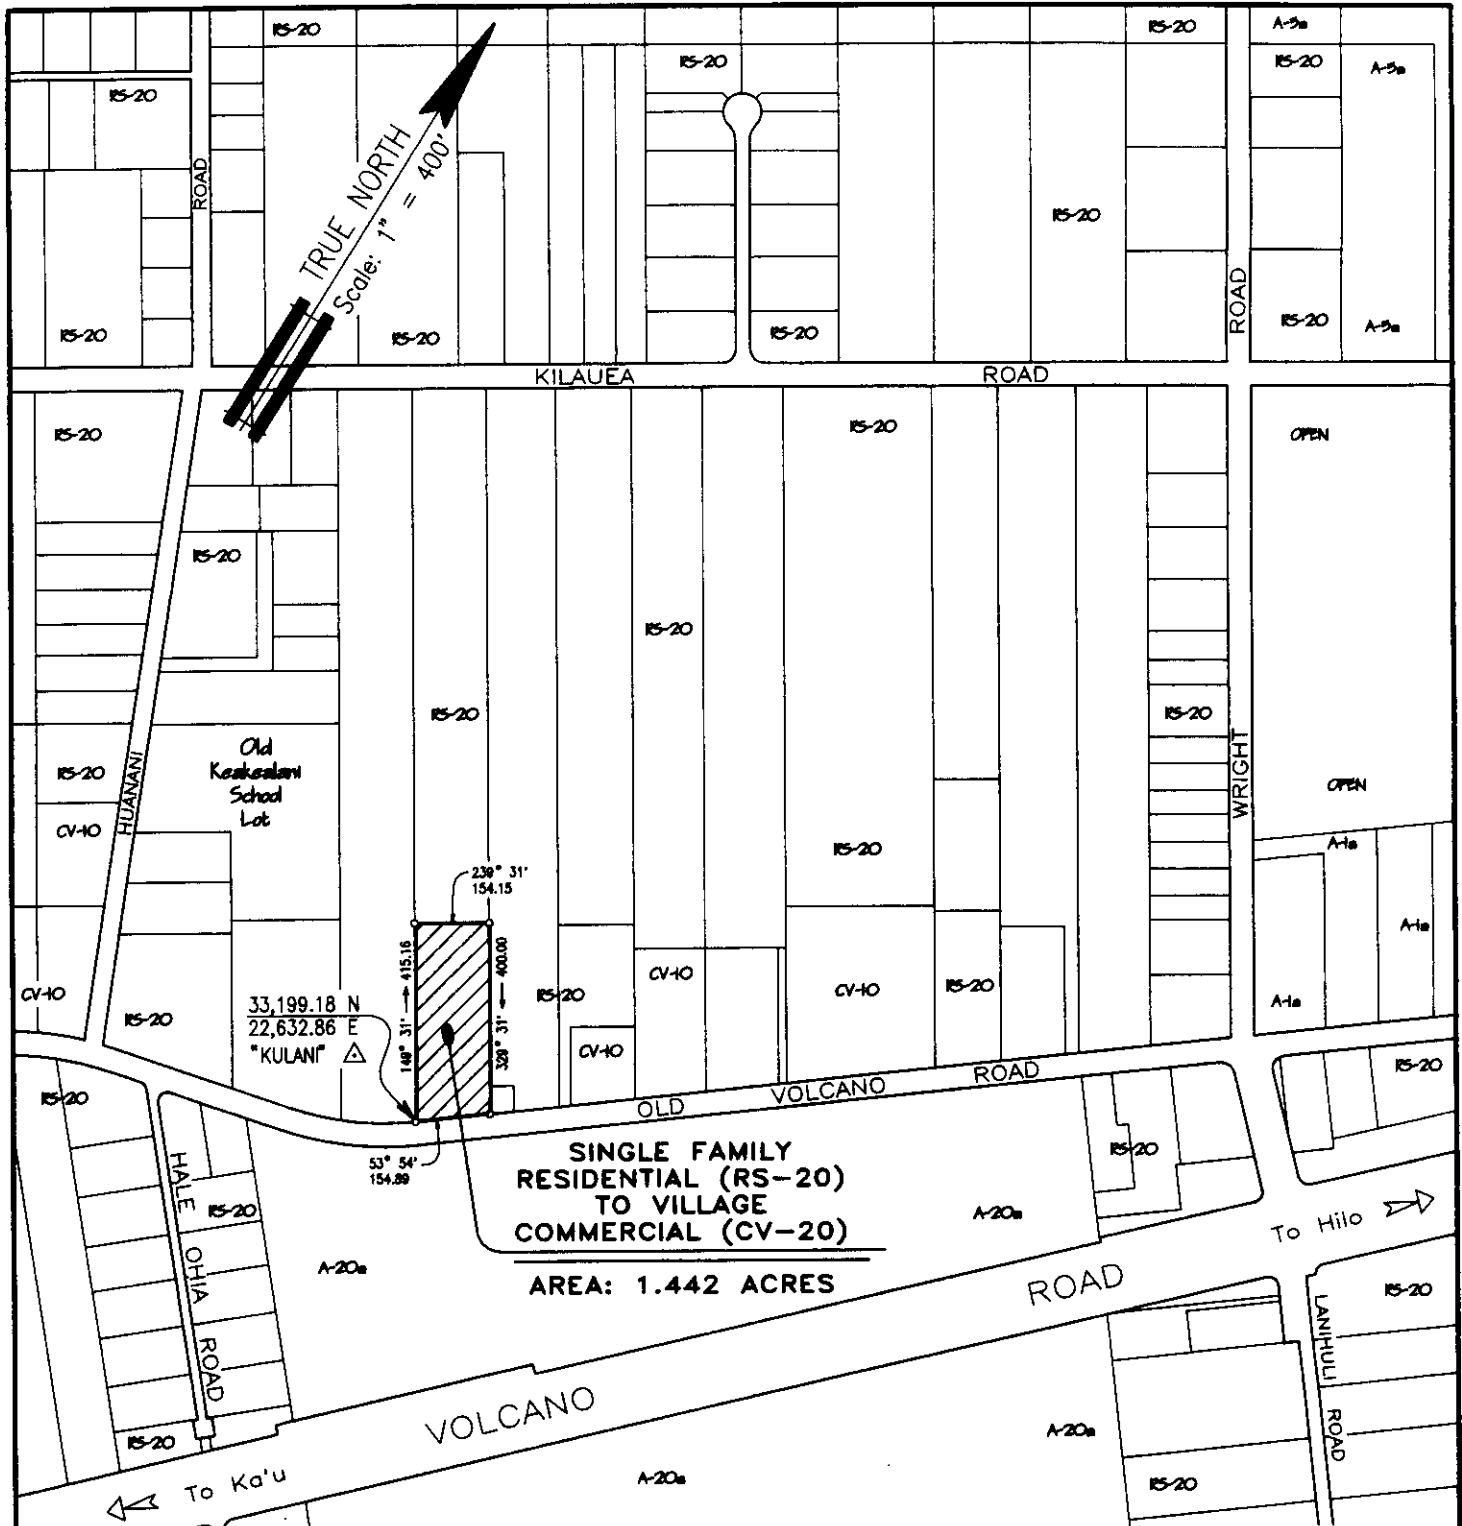 RS-20
RS-20
A-3a
RS-20
RS-20
A-3a
RS-20
ROAD
TRUE NORTH
Scale: 1" = 400'
RS-20
ROAD
RS-20
RS-20
RS-20
RS-20
A-3a
KILAUEA
ROAD
RS-20
RS-20
OPEN
RS-20
RS-20
RS-20
RS-20
Old
Keakealani
School
Lot
RS-20
HUANANI
WRIGHT
OPEN
CV-10
RS-20
A-1a
239° 31'
154.15
A-1a
149° 31' 415.16
329° 31' 400.00
CV-10
RS-20
CV-10
RS-20
CV-10
RS-20
A-1a
33,199.18 N
22,632.86 E
"KULANI"
CV-10
RS-20
OLD VOLCANO ROAD
RS-20
53° 54'
154.89
RS-20
SINGLE FAMILY
RESIDENTIAL (RS-20)
TO VILLAGE
COMMERCIAL (CV-20)
AREA: 1.442 ACRES
HALE OHIA ROAD
RS-20
A-20a
A-20a
To Hilo
RS-20
LANIHULI ROAD
VOLCANO ROAD
RS-20
A-20a
A-20a
RS-20
To Ka'u